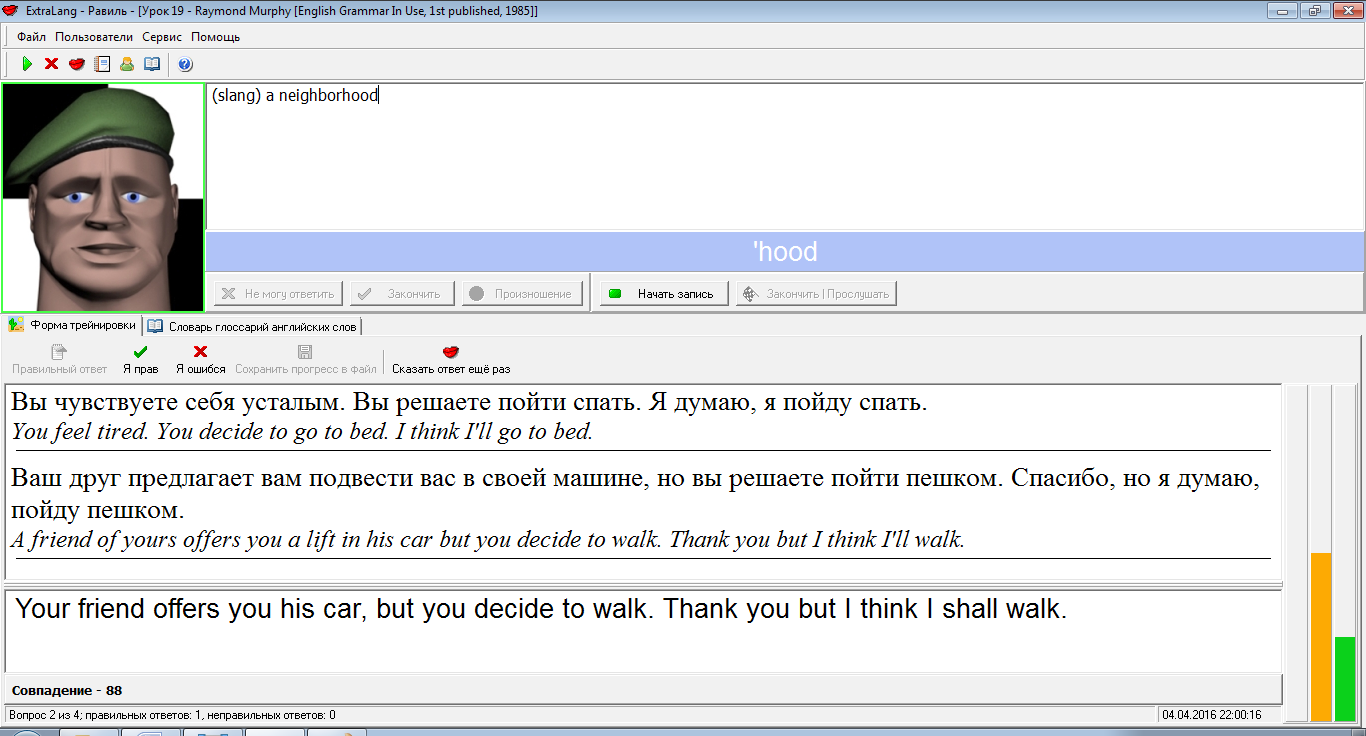 ExtraLang - Равиль - [Урок 19 - Raymond Murphy [English Grammar In Use, 1st published, 1985]]
Файл Пользователи Сервис Помощь
(slang) a neighborhood
'hood
Не могу ответить Закончить Произношение Начать запись Закончить | Прослушать
Форма трейнировки Словарь глоссарий английских слов
Правильный ответ Я прав Я ошибся Сохранить прогресс в файл Сказать ответ ещё раз
Вы чувствуете себя усталым. Вы решаете пойти спать. Я думаю, я пойду спать.
You feel tired. You decide to go to bed. I think I'll go to bed.
Ваш друг предлагает вам подвести вас в своей машине, но вы решаете пойти пешком. Спасибо, но я думаю,
пойду пешком.
A friend of yours offers you a lift in his car but you decide to walk. Thank you but I think I'll walk.
Your friend offers you his car, but you decide to walk. Thank you but I think I shall walk.
Совпадение - 88
Вопрос 2 из 4; правильных ответов: 1, неправильных ответов: 0 04.04.2016 22:00:16